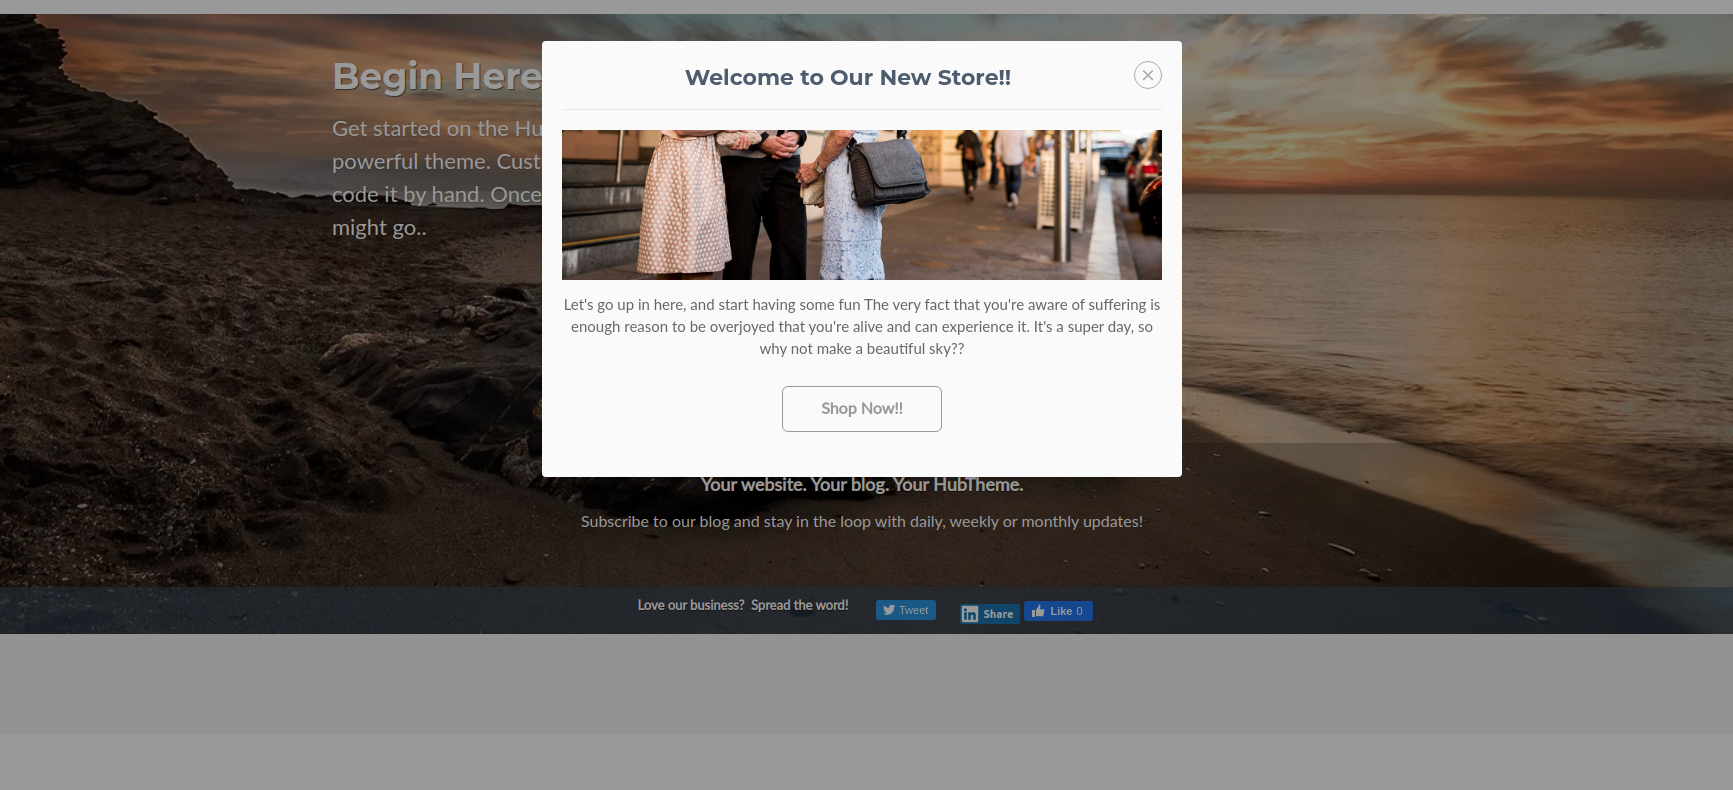 Welcome to Our New Store!!
Begin Here
Get started on the
powerful theme.
code it by hand. Once
might go..
Let's go up in here, and start having some fun The very fact that you're aware of suffering is
enough reason to be overjoyed that you're alive and can experience it. It's a super day, so
why not make a beautiful sky??
Shop Now!!
Your website. Your blog. Your HubTheme.
Subscribe to our blog and stay in the loop with daily, weekly or monthly updates!
Love our business? Spread the word!
Tweet
in Share
Like 0